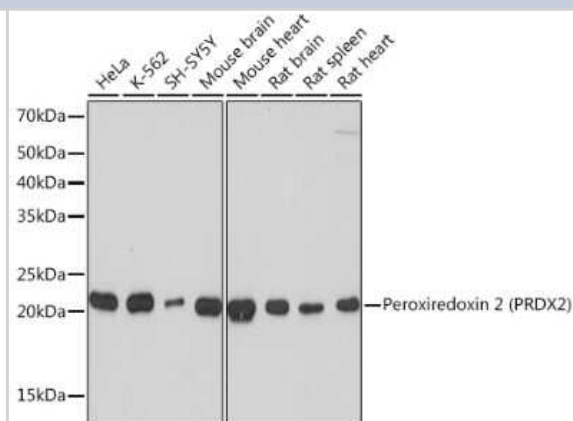 HeLa
K-562
SH-SY5Y
Mouse brain
Mouse heart
Rat brain
Rat spleen
Rat heart
70kDa
50kDa
40kDa
35kDa
25kDa
20kDa
15kDa
Peroxiredoxin 2 (PRDX2)